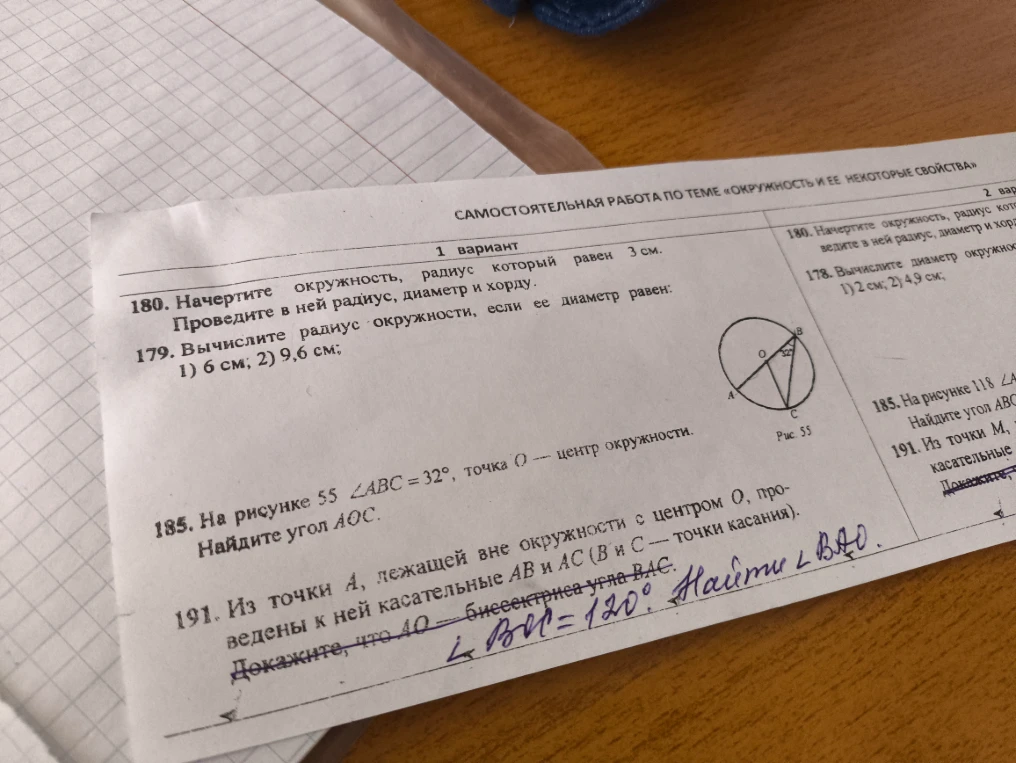 САМОСТОЯТЕЛЬНАЯ РАБОТА ПО ТЕМЕ «ОКРУЖНОСТЬ И ЕЕ НЕКОТОРЫЕ СВОЙСТВА»
1 вариант
180. Начертите окружность, радиус который равен 3 см.
Проведите в ней радиус, диаметр и хорду.
179. Вычислите радиус окружности, если ее диаметр равен:
1) 6 см; 2) 9,6 см;
B
O
32°
A
C
Рис. 55
185. На рисунке 55 ∠ABC = 32°, точка O — центр окружности.
Найдите угол AOC.
191. Из точки A, лежащей вне окружности с центром O, про-
ведены к ней касательные AB и AC (B и C — точки касания).
Докажите, что AO — биссектриса угла BAC.
∠ BOC = 120°. Найти ∠ BAO.
2
180. Начертите окружность, радиус
ведите в ней радиус, диаметр и
178. Вычислите диаметр
1) 2 см; 2) 4,9 см;
185. На рисунке 118
Найдите угол ABC
191. Из точки M,
касательные
Докажите,